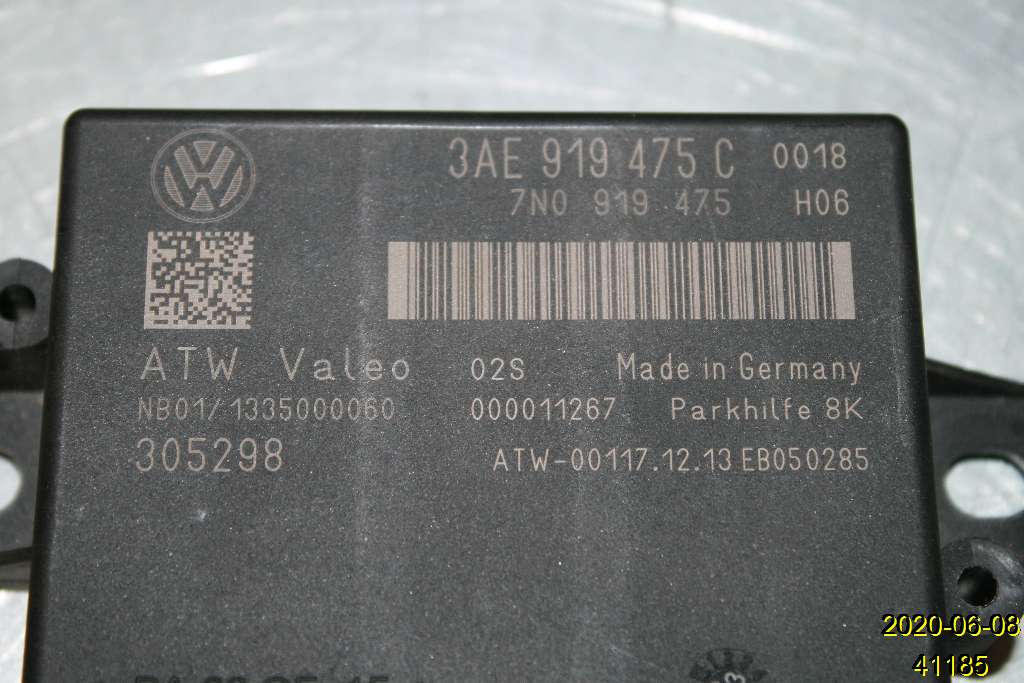 3AE 919 475 C 0018
7N0 919 475 H06
ATW Valeo 02S Made in Germany
NB01/1335000060 000011267 Parkhilfe 8K
305298 ATW-00117.12.13 EB050285
2020-06-08
41185